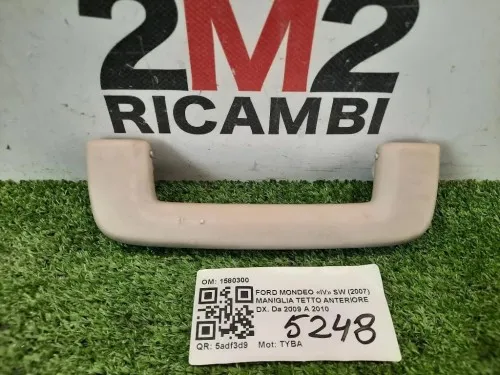 2M2
RICAMBI
OM: 1580300
FORD MONDEO «IV» SW (2007)
MANIGLIA TETTO ANTERIORE
DX. Da 2009 A 2010
5248
QR: 5adf3d9 Mot: TYBA